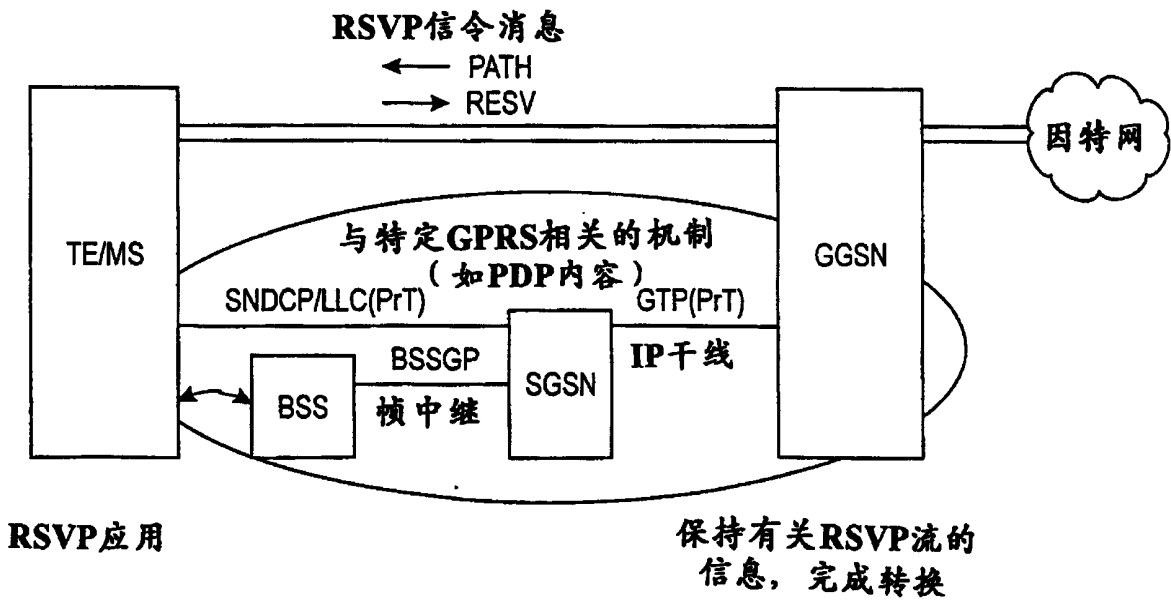 RSVP信令消息
PATH
RESV
因特网
TE/MS
GGSN
与特定GPRS相关的机制
（如PDP内容）
SNDCP/LLC(PrT)
GTP(PrT)
BSSGP
IP干线
BSS
帧中继
SGSN
RSVP应用
保持有关RSVP流的
信息，完成转换